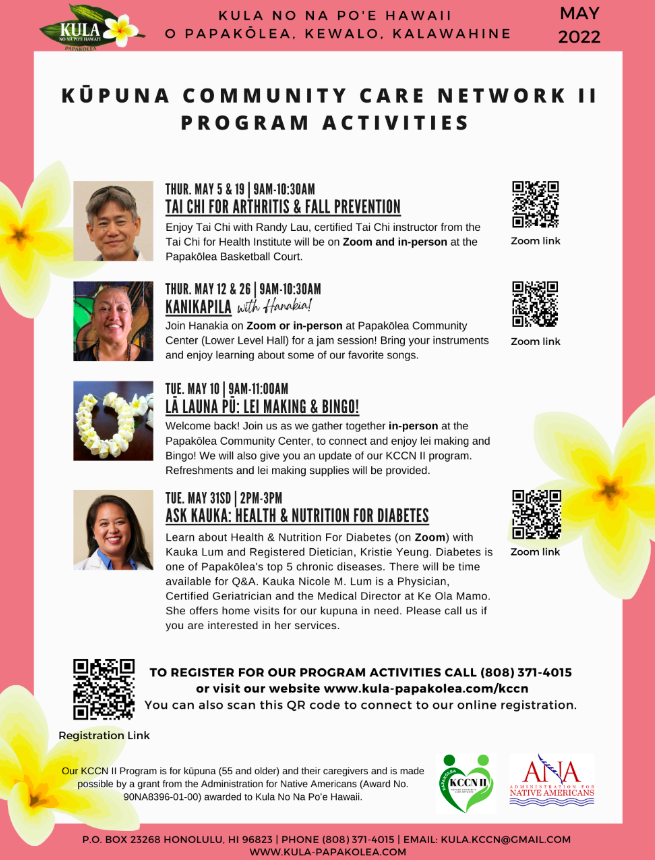 KULA NO NA PO'E HAWAII
O PAPAKŌLEA, KEWALO, KALAWAHINE
MAY
2022
KULA
NO NA PO'E HAWAI'I
PAPAKŌLEA
KŪPUNA COMMUNITY CARE NETWORK II
PROGRAM ACTIVITIES
THUR. MAY 5 & 19 | 9AM-10:30AM
TAI CHI FOR ARTHRITIS & FALL PREVENTION
Enjoy Tai Chi with Randy Lau, certified Tai Chi instructor from the
Tai Chi for Health Institute will be on Zoom and in-person at the
Papakōlea Basketball Court.
Zoom link
THUR. MAY 12 & 26 | 9AM-10:30AM
KANIKAPILA with Hanakia!
Join Hanakia on Zoom or in-person at Papakōlea Community
Center (Lower Level Hall) for a jam session! Bring your instruments
and enjoy learning about some of our favorite songs.
Zoom link
TUE. MAY 10 | 9AM-11:00AM
LĀ LAUNA PŪ: LEI MAKING & BINGO!
Welcome back! Join us as we gather together in-person at the
Papakōlea Community Center, to connect and enjoy lei making and
Bingo! We will also give you an update of our KCCN II program.
Refreshments and lei making supplies will be provided.
TUE. MAY 31SD | 2PM-3PM
ASK KAUKA: HEALTH & NUTRITION FOR DIABETES
Learn about Health & Nutrition For Diabetes (on Zoom) with
Kauka Lum and Registered Dietician, Kristie Yeung. Diabetes is
one of Papakōlea's top 5 chronic diseases. There will be time
available for Q&A. Kauka Nicole M. Lum is a Physician,
Certified Geriatrician and the Medical Director at Ke Ola Mamo.
She offers home visits for our kupuna in need. Please call us if
you are interested in her services.
Zoom link
TO REGISTER FOR OUR PROGRAM ACTIVITIES CALL (808) 371-4015
or visit our website www.kula-papakolea.com/kccn
You can also scan this QR code to connect to our online registration.
Registration Link
Our KCCN II Program is for kūpuna (55 and older) and their caregivers and is made
possible by a grant from the Administration for Native Americans (Award No.
90NA8396-01-00) awarded to Kula No Na Po'e Hawaii.
KCCN II
ANA
ADMINISTRATION FOR
NATIVE AMERICANS
P.O. BOX 23268 HONOLULU, HI 96823 | PHONE (808) 371-4015 | EMAIL: KULA.KCCN@GMAIL.COM
WWW.KULA-PAPAKOLEA.COM